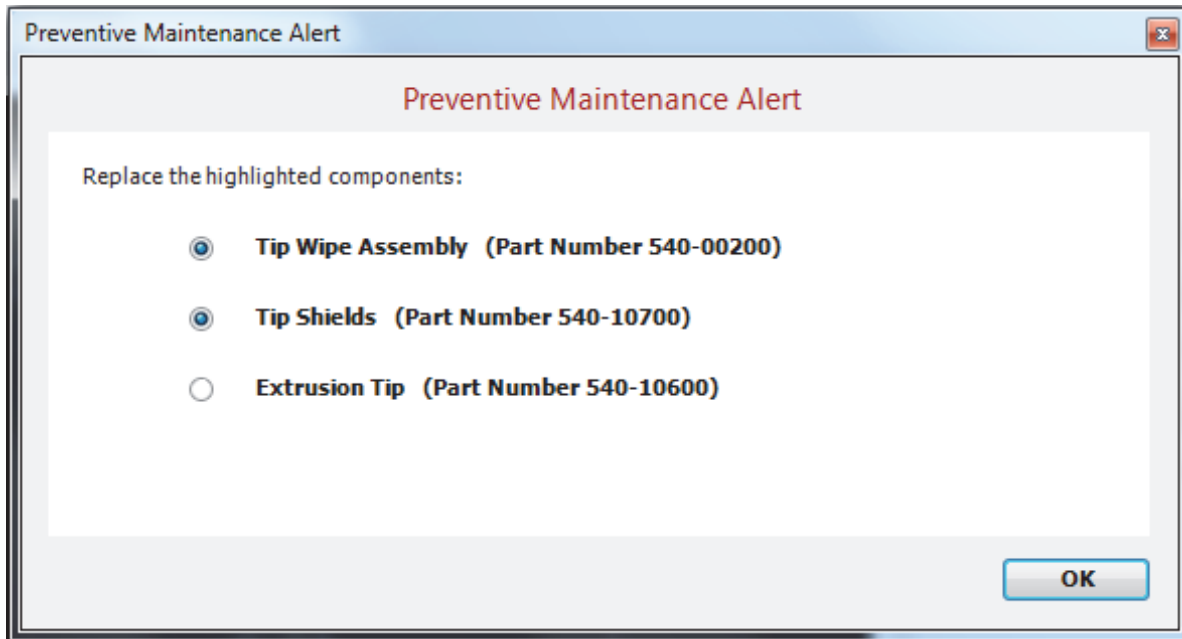 Preventive Maintenance Alert
Preventive Maintenance Alert
Replace the highlighted components:
Tip Wipe Assembly (Part Number 540-00200)
Tip Shields (Part Number 540-10700)
Extrusion Tip (Part Number 540-10600)
OK